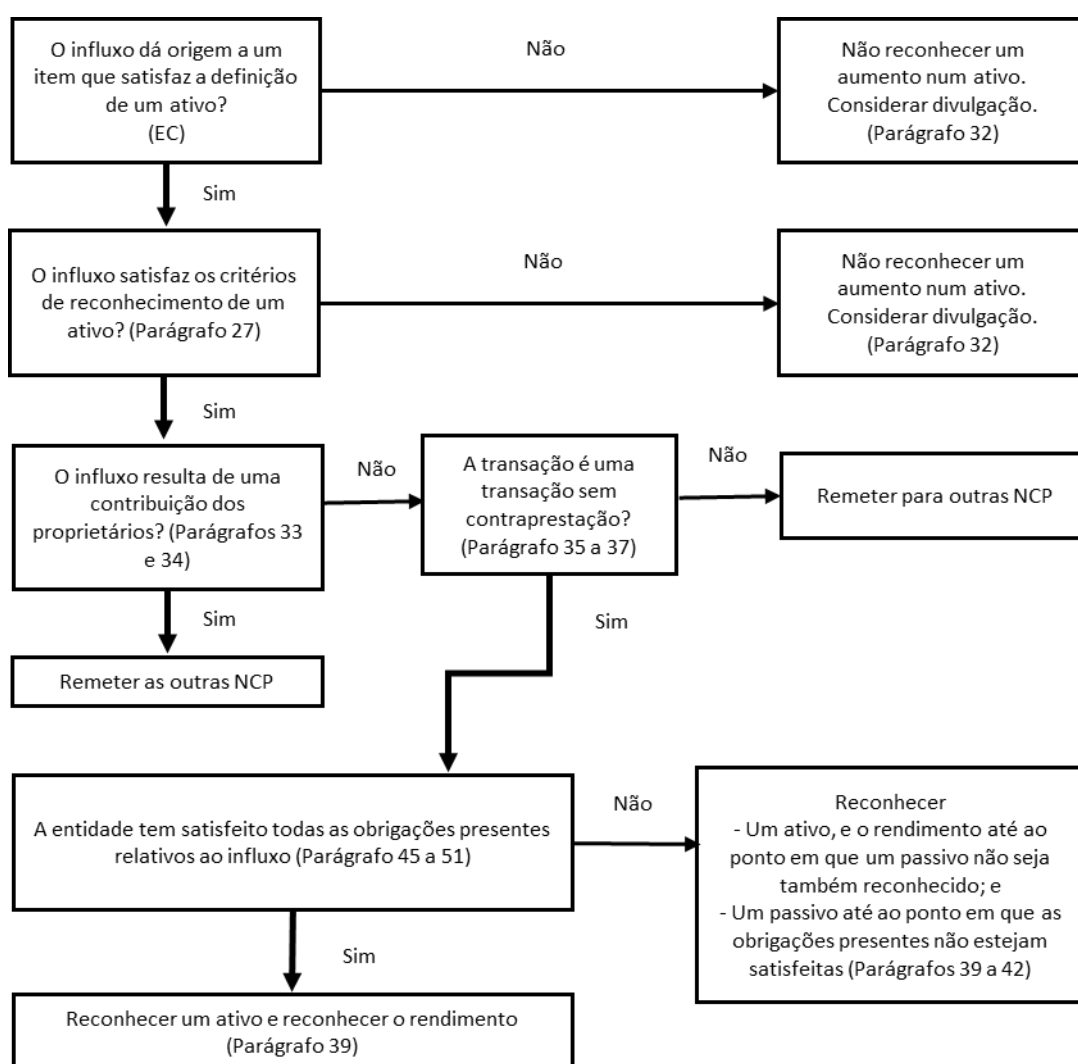 O influxo dá origem a um
item que satisfaz a definição
de um ativo?
(EC)
Não
Não reconhecer um
aumento num ativo.
Considerar divulgação.
(Parágrafo 32)
Sim
O influxo satisfaz os critérios
de reconhecimento de um
ativo? (Parágrafo 27)
Não
Não reconhecer um
aumento num ativo.
Considerar divulgação.
(Parágrafo 32)
Sim
O influxo resulta de uma
contribuição dos
proprietários? (Parágrafos 33
e 34)
Não
A transação é uma
transação sem
contraprestação?
(Parágrafo 35 a 37)
Não
Remeter para outras NCP
Sim
Sim
Remeter as outras NCP
A entidade tem satisfeito todas as obrigações presentes
relativos ao influxo (Parágrafo 45 a 51)
Não
Reconhecer
- Um ativo, e o rendimento até ao
ponto em que um passivo não seja
também reconhecido; e
- Um passivo até ao ponto em que as
obrigações presentes não estejam
satisfeitas (Parágrafos 39 a 42)
Sim
Reconhecer um ativo e reconhecer o rendimento
(Parágrafo 39)